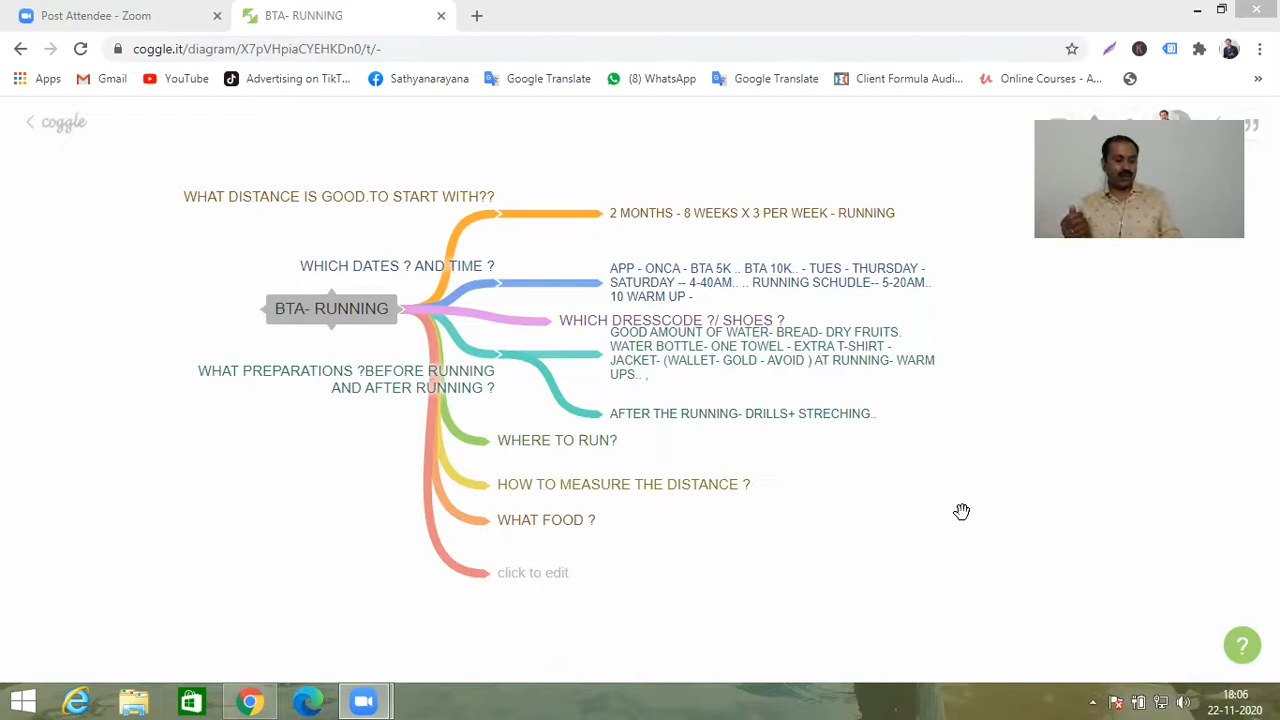 Post Attendee - Zoom
BTA- RUNNING
coggle.it/diagram/X7pVHpiaCYEHKDn0/t/-
K
Apps
Gmail
YouTube
Advertising on TikT...
Sathyanarayana
Google Translate
(8) WhatsApp
Google Translate
Client Formula Audi...
Online Courses - A...
»
coggle
WHAT DISTANCE IS GOOD.TO START WITH??
2 MONTHS - 8 WEEKS X 3 PER WEEK - RUNNING
WHICH DATES ? AND TIME ?
APP - ONCA - BTA 5K .. BTA 10K.. - TUES - THURSDAY -
SATURDAY -- 4-40AM.. .. RUNNING SCHUDLE-- 5-20AM..
10 WARM UP -
BTA- RUNNING
WHICH DRESSCODE ?/ SHOES ?
GOOD AMOUNT OF WATER- BREAD- DRY FRUITS.
WATER BOTTLE- ONE TOWEL - EXTRA T-SHIRT -
JACKET- (WALLET- GOLD - AVOID ) AT RUNNING- WARM
UPS.. ,
WHAT PREPARATIONS ?BEFORE RUNNING
AND AFTER RUNNING ?
AFTER THE RUNNING- DRILLS+ STRECHING..
WHERE TO RUN?
HOW TO MEASURE THE DISTANCE ?
WHAT FOOD ?
click to edit
?
18:06
22-11-2020